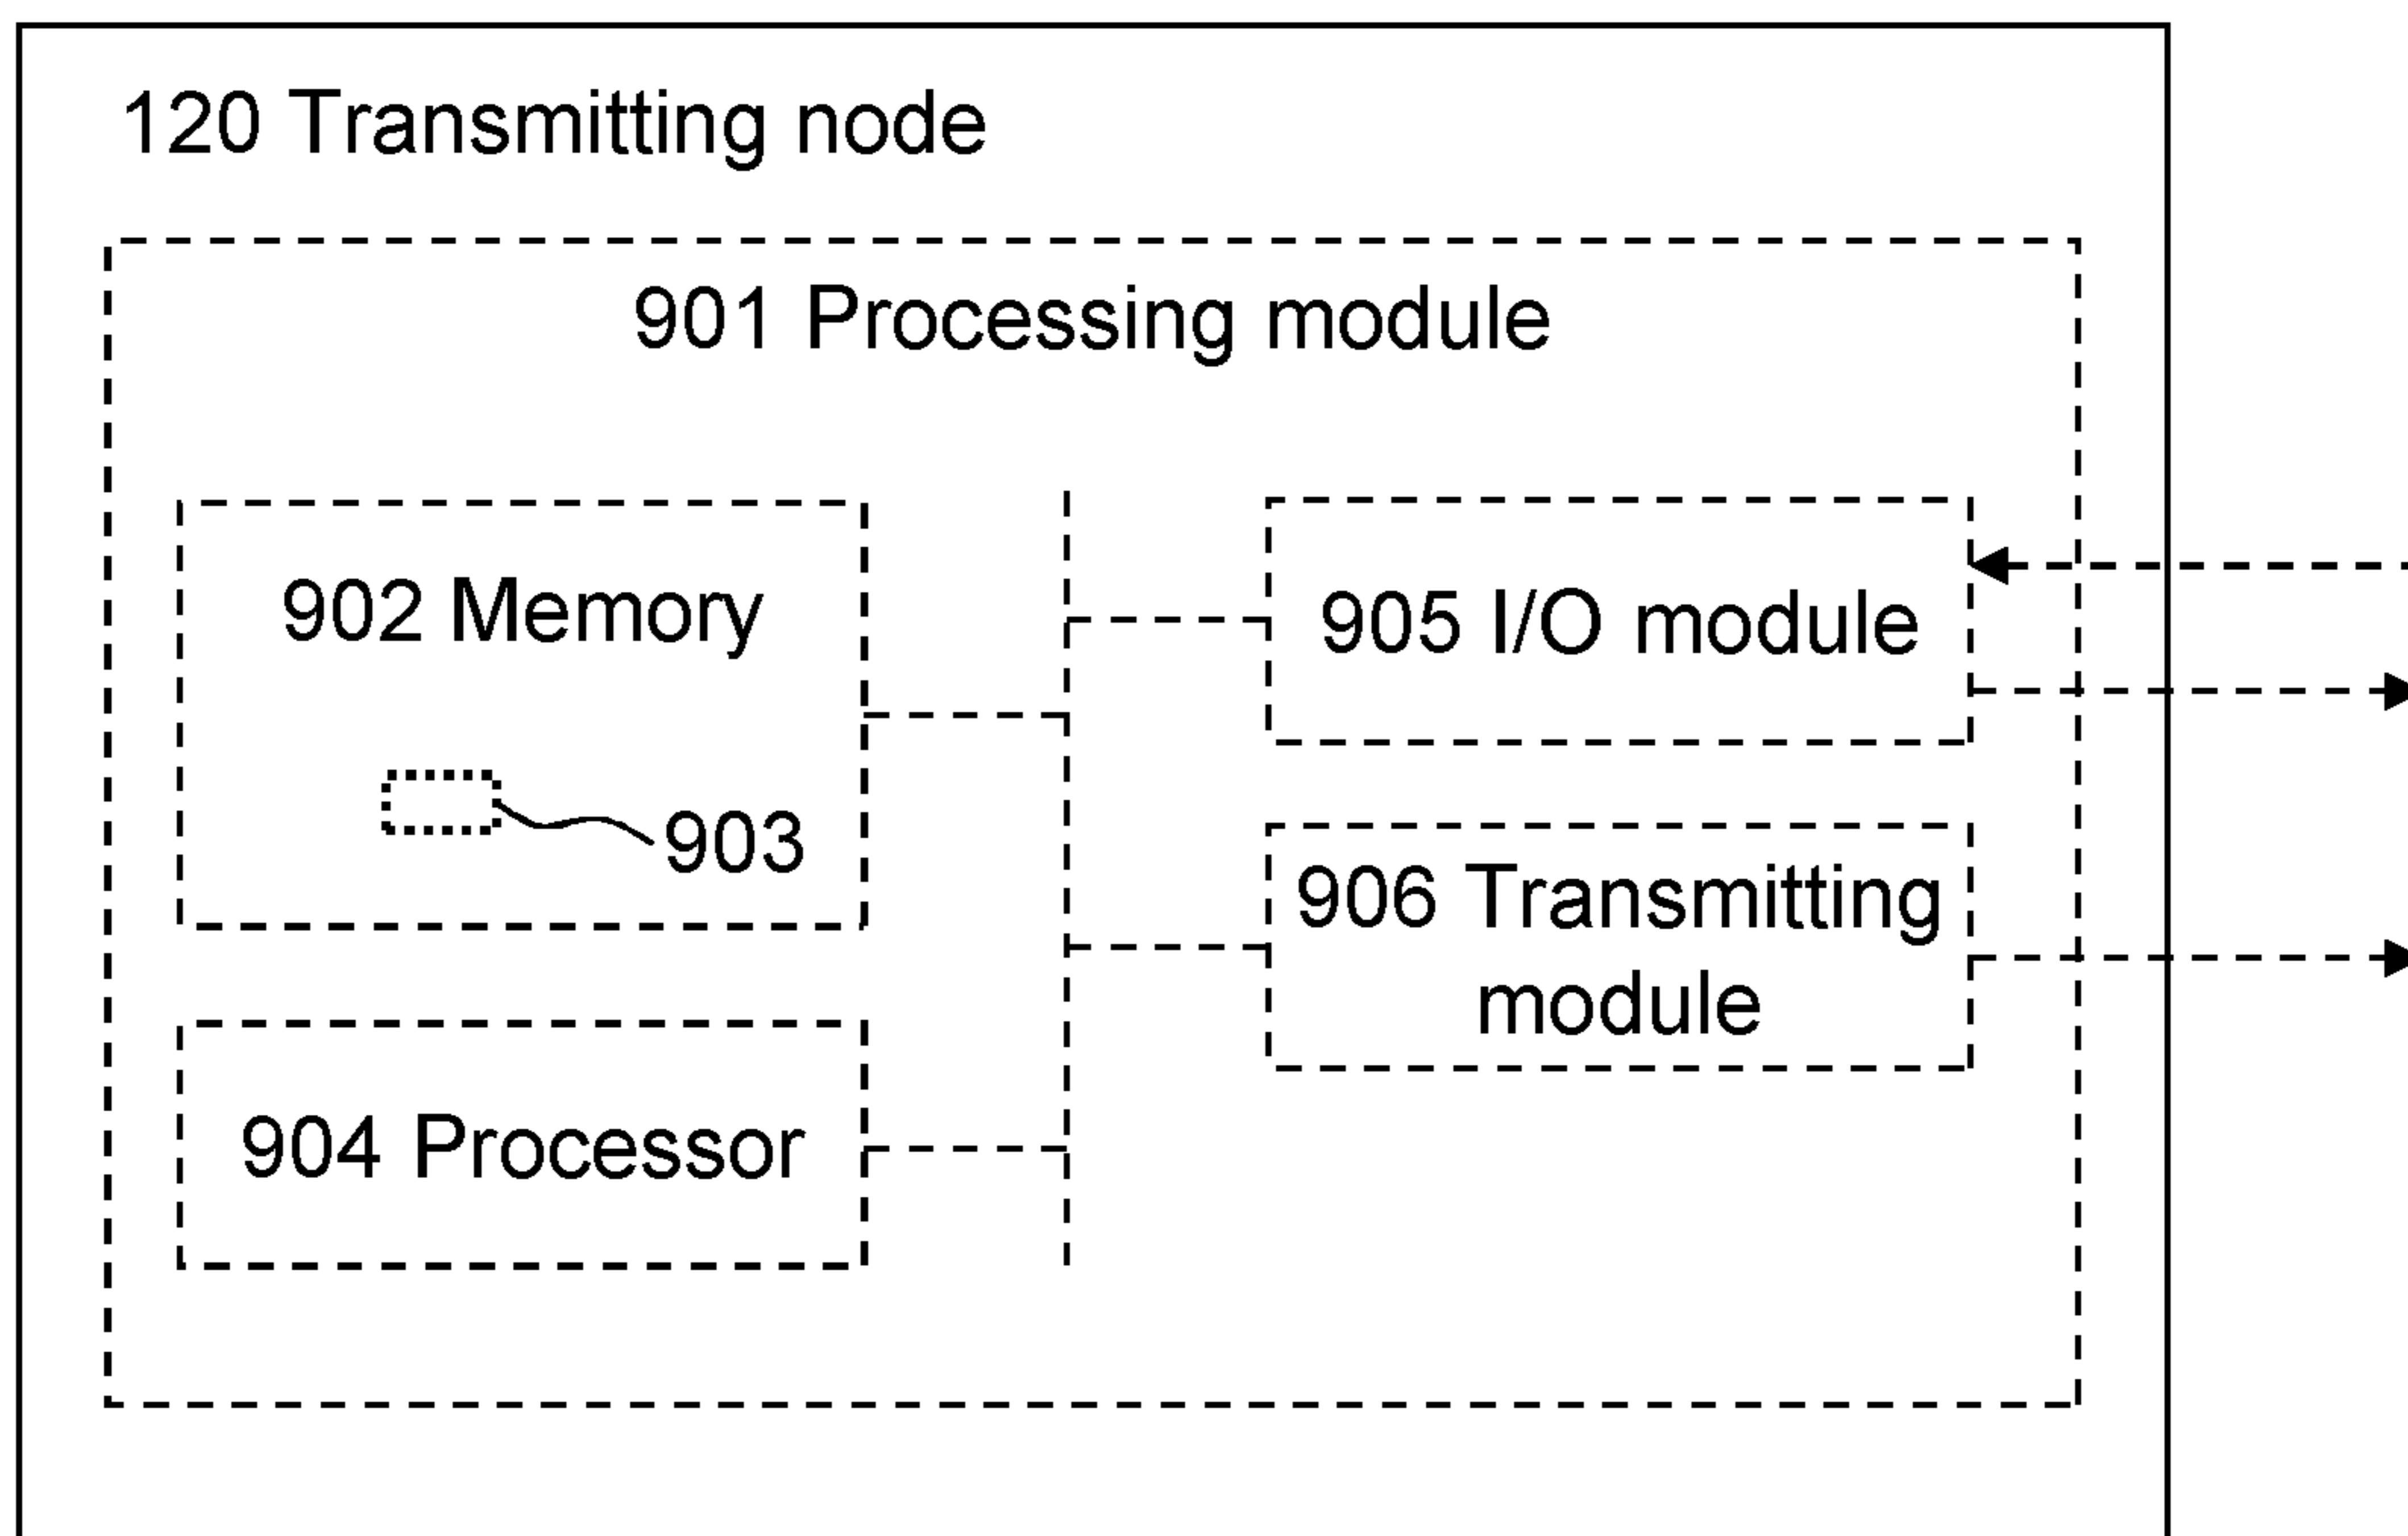 120 Transmitting node
901 Processing module
902 Memory
903
904 Processor
905 I/O module
906 Transmitting
module